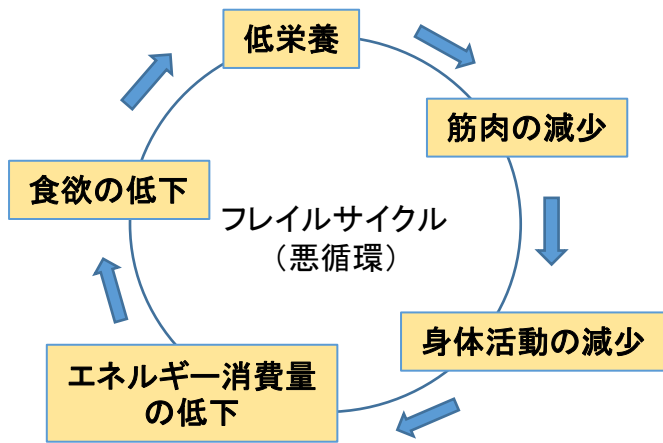 低栄養
筋肉の減少
身体活動の減少
エネルギー消費量
の低下
食欲の低下
フレイルサイクル
（悪循環）